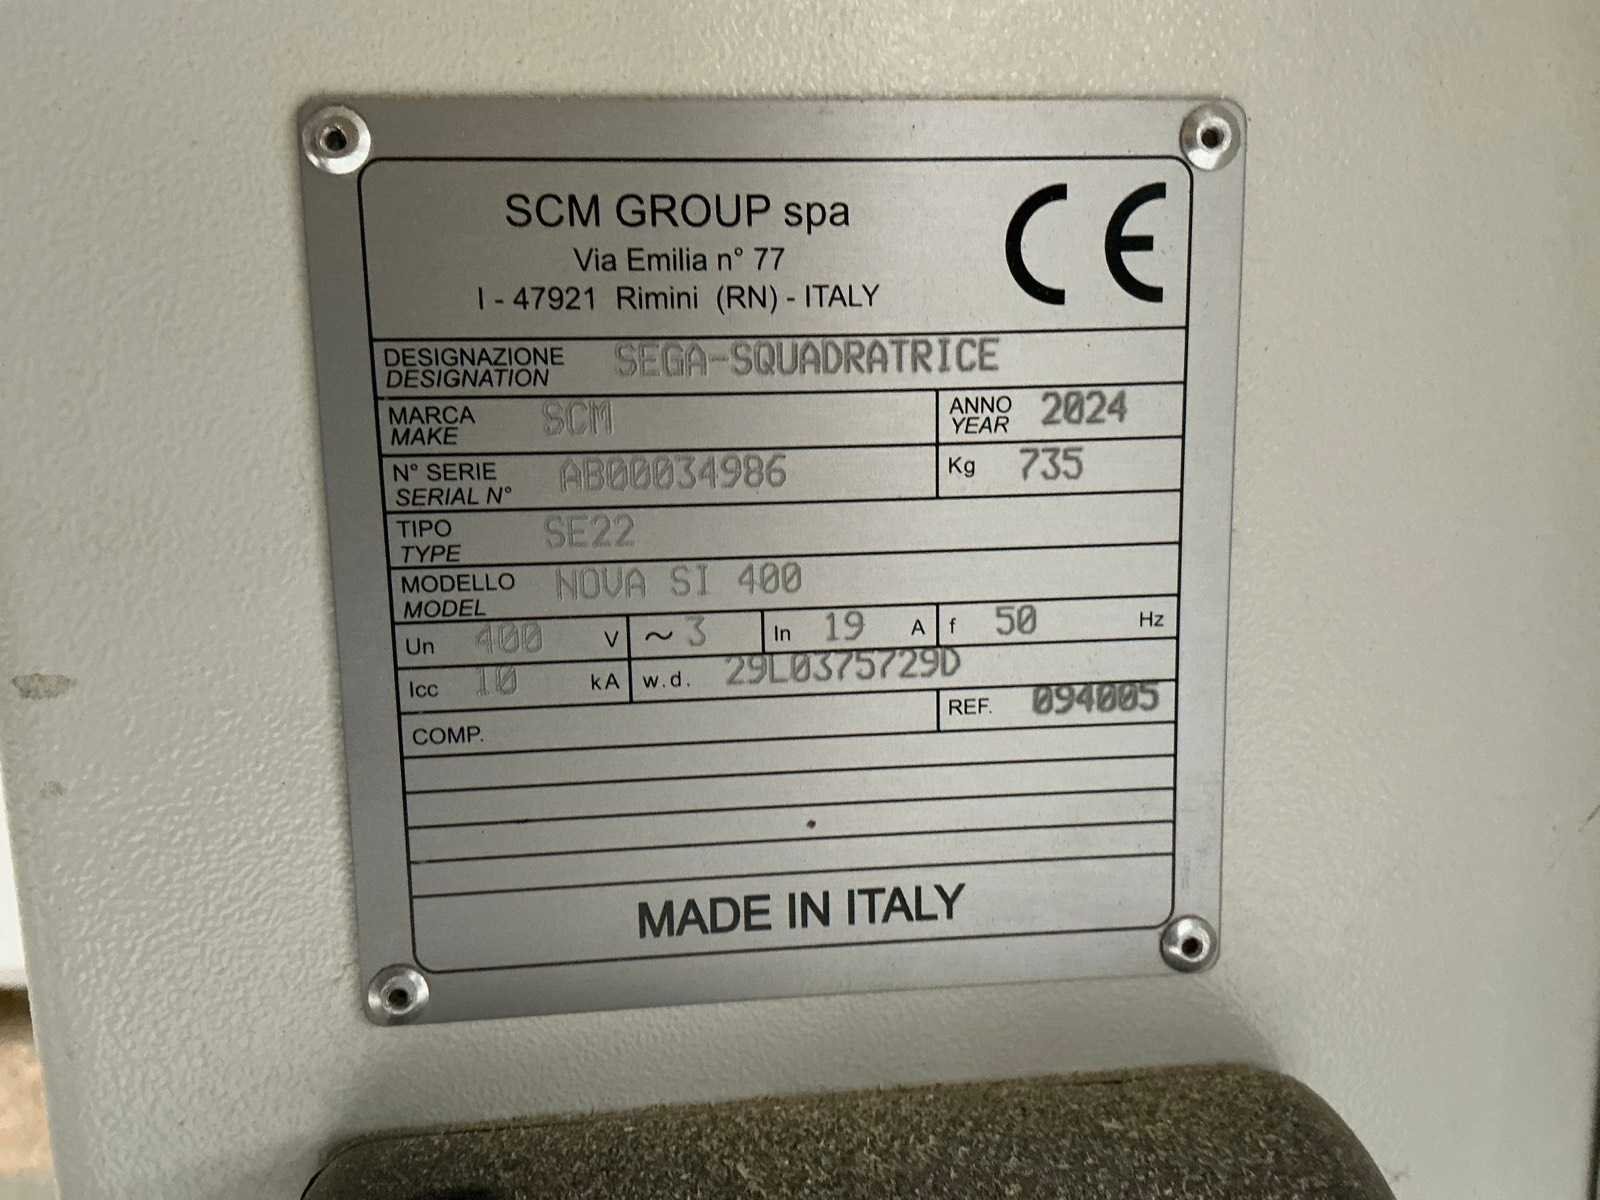 SCM GROUP spa
Via Emilia n° 77
I - 47921 Rimini (RN) - ITALY
CE
DESIGNAZIONE SEGA-SQUADRATRICE
DESIGNATION
MARCA SCM ANNO 2024
MAKE YEAR
N° SERIE AB00034986 Kg 735
SERIAL N°
TIPO SE22
TYPE
MODELLO NOVA SI 400
MODEL
Un 400 V ~ 3 In 19 A f 50 Hz
Icc 10 kA w.d. 29L0375729D
REF. 094005
COMP.
MADE IN ITALY